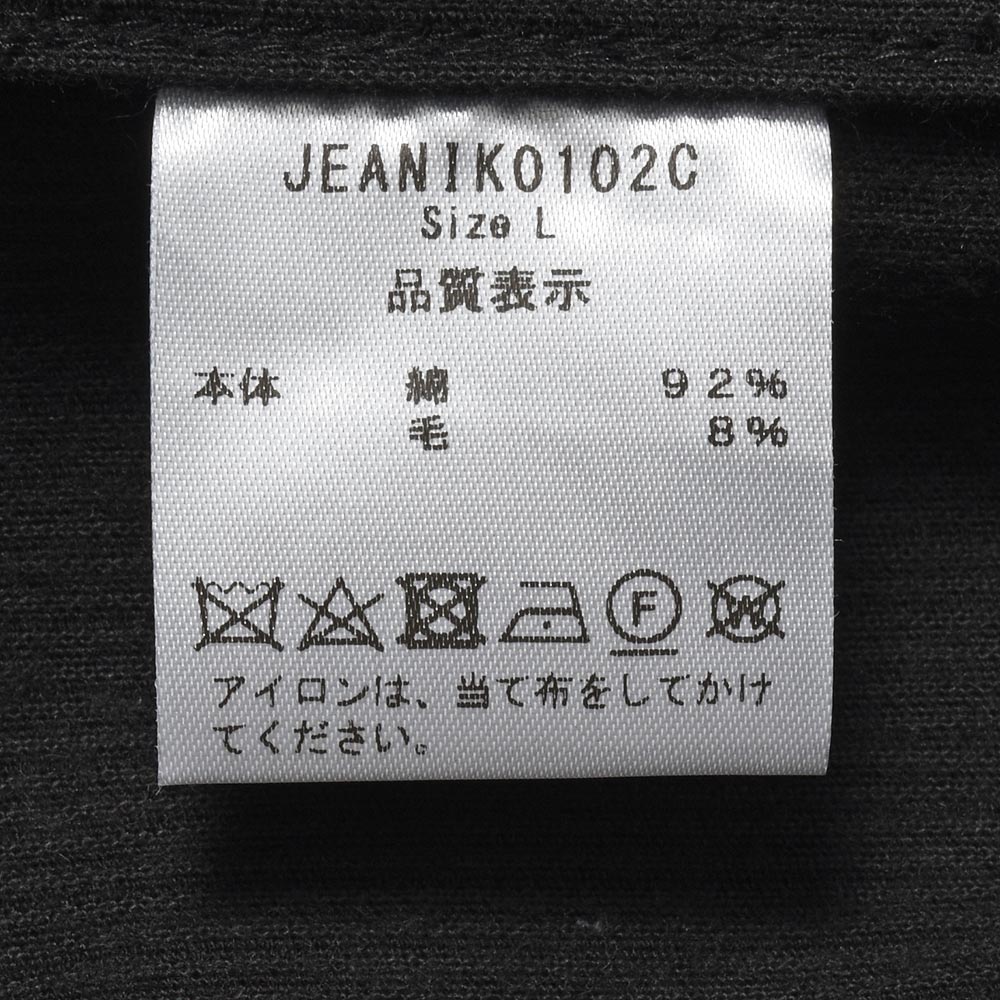 JEANIK0102C
Size L
品質表示
本体 綿 92%
毛 8%
F W
アイロンは、当て布をしてかけ
てください。